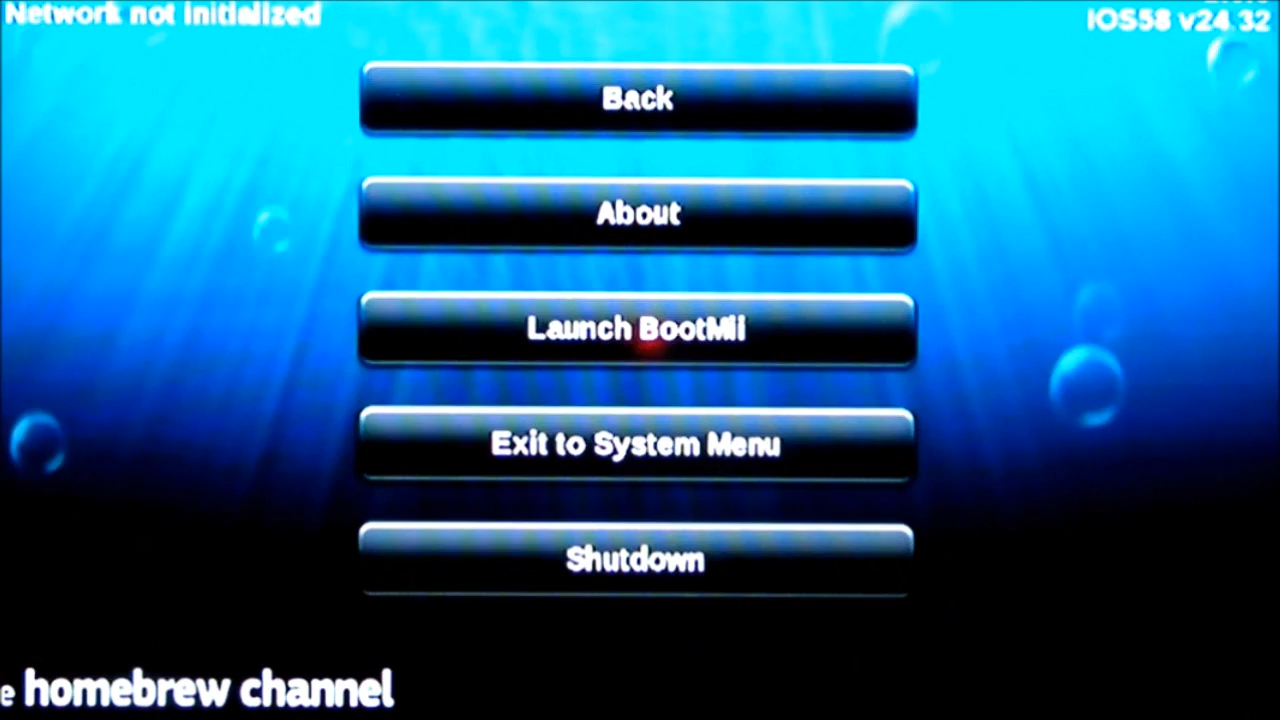 Network not initialized
IOS58 v24.32
Back
About
Launch BootMii
Exit to System Menu
Shutdown
e homebrew channel